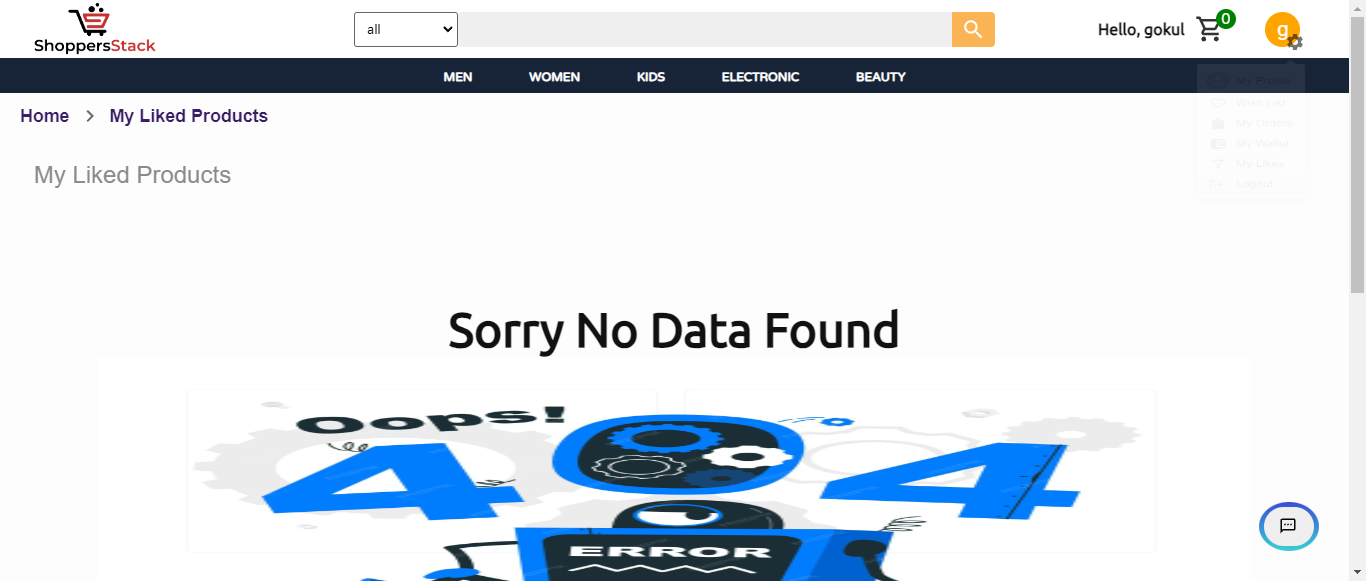 all
Hello, gokul
0
g
ShoppersStack
MEN WOMEN KIDS ELECTRONIC BEAUTY
My Profile
Home My Liked Products
Wish List
My Orders
My Wallet
My Likes
My Liked Products
Logout
Sorry No Data Found
Oops!
404
ERROR